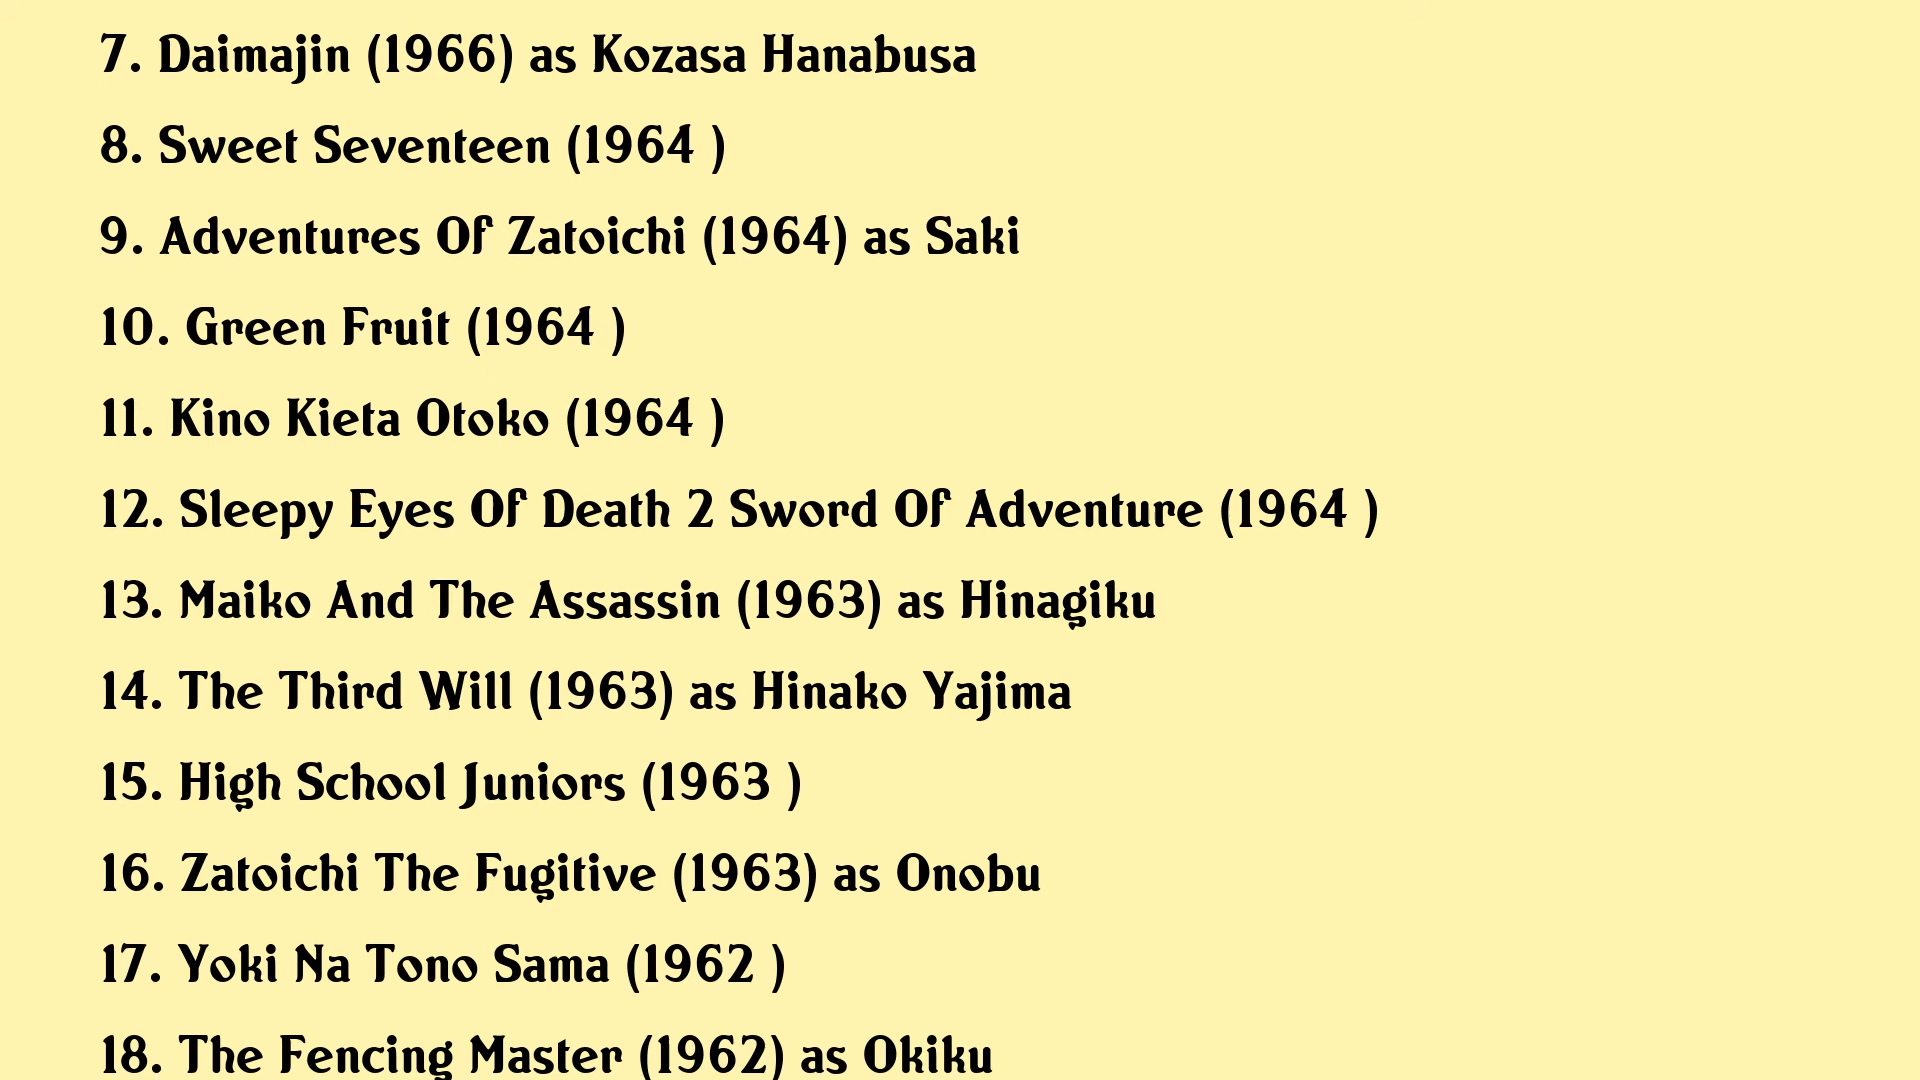 7. Daimajin (1966) as Kozasa Hanabusa
8. Sweet Seventeen (1964 )
9. Adventures Of Zatoichi (1964) as Saki
10. Green Fruit (1964 )
11. Kino Kieta Otoko (1964 )
12. Sleepy Eyes Of Death 2 Sword Of Adventure (1964 )
13. Maiko And The Assassin (1963) as Hinagiku
14. The Third Will (1963) as Hinako Yajima
15. High School Juniors (1963 )
16. Zatoichi The Fugitive (1963) as Onobu
17. Yoki Na Tono Sama (1962 )
18. The Fencing Master (1962) as Okiku